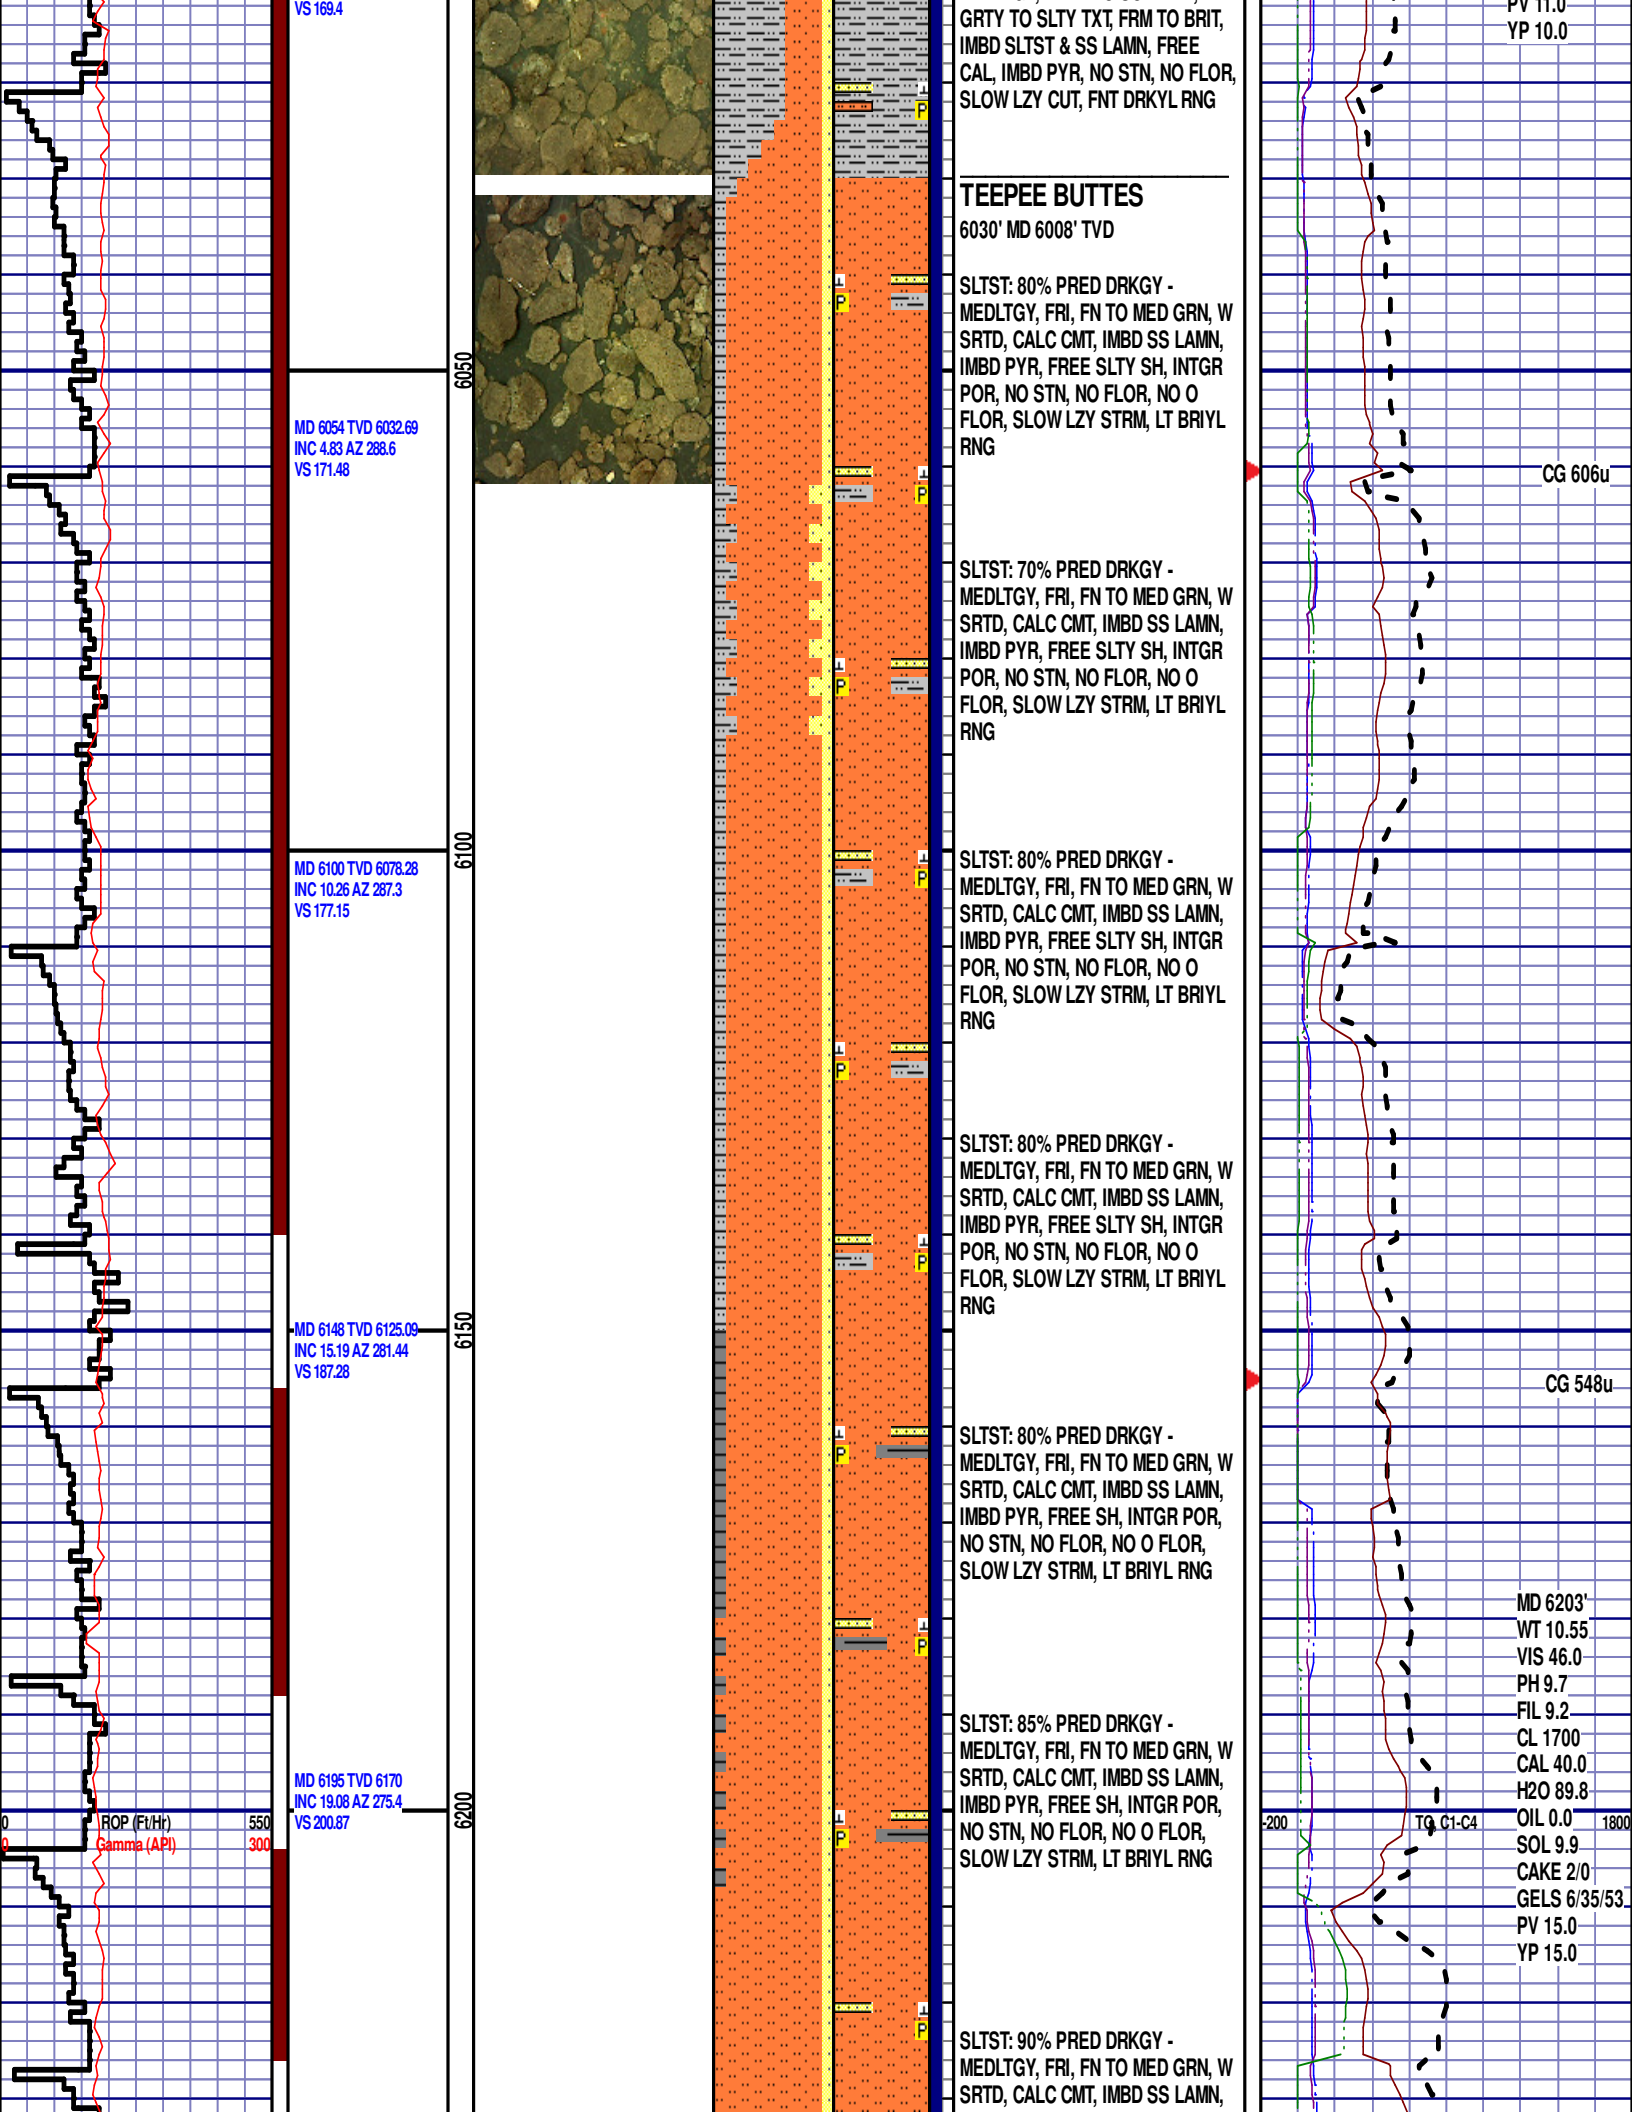 VS 169.4
MD 6054 TVD 6032.69
INC 4.83 AZ 288.6
VS 171.48
MD 6100 TVD 6078.28
INC 10.26 AZ 287.3
VS 177.15
MD 6148 TVD 6125.09
INC 15.19 AZ 281.44
VS 187.28
MD 6195 TVD 6170
INC 19.08 AZ 275.4
VS 200.87
0 ROP (Ft/Hr) 550
0 Gamma (API) 300
6050
6100
6150
6200
GRTY TO SLTY TXT, FRM TO BRIT,
IMBD SLTST & SS LAMN, FREE
CAL, IMBD PYR, NO STN, NO FLOR,
SLOW LZY CUT, FNT DRKYL RNG
TEEPEE BUTTES
6030' MD 6008' TVD
SLTST: 80% PRED DRKGY -
MEDLTGY, FRI, FN TO MED GRN, W
SRTD, CALC CMT, IMBD SS LAMN,
IMBD PYR, FREE SLTY SH, INTGR
POR, NO STN, NO FLOR, NO O
FLOR, SLOW LZY STRM, LT BRIYL
RNG
SLTST: 70% PRED DRKGY -
MEDLTGY, FRI, FN TO MED GRN, W
SRTD, CALC CMT, IMBD SS LAMN,
IMBD PYR, FREE SLTY SH, INTGR
POR, NO STN, NO FLOR, NO O
FLOR, SLOW LZY STRM, LT BRIYL
RNG
SLTST: 80% PRED DRKGY -
MEDLTGY, FRI, FN TO MED GRN, W
SRTD, CALC CMT, IMBD SS LAMN,
IMBD PYR, FREE SLTY SH, INTGR
POR, NO STN, NO FLOR, NO O
FLOR, SLOW LZY STRM, LT BRIYL
RNG
SLTST: 80% PRED DRKGY -
MEDLTGY, FRI, FN TO MED GRN, W
SRTD, CALC CMT, IMBD SS LAMN,
IMBD PYR, FREE SLTY SH, INTGR
POR, NO STN, NO FLOR, NO O
FLOR, SLOW LZY STRM, LT BRIYL
RNG
SLTST: 80% PRED DRKGY -
MEDLTGY, FRI, FN TO MED GRN, W
SRTD, CALC CMT, IMBD SS LAMN,
IMBD PYR, FREE SH, INTGR POR,
NO STN, NO FLOR, NO O FLOR,
SLOW LZY STRM, LT BRIYL RNG
SLTST: 85% PRED DRKGY -
MEDLTGY, FRI, FN TO MED GRN, W
SRTD, CALC CMT, IMBD SS LAMN,
IMBD PYR, FREE SH, INTGR POR,
NO STN, NO FLOR, NO O FLOR,
SLOW LZY STRM, LT BRIYL RNG
SLTST: 90% PRED DRKGY -
MEDLTGY, FRI, FN TO MED GRN, W
SRTD, CALC CMT, IMBD SS LAMN,
P
P
P
P
P
P
P
P
P
P
P
PV 11.0
YP 10.0
CG 606u
CG 548u
MD 6203'
WT 10.55
VIS 46.0
PH 9.7
FIL 9.2
CL 1700
CAL 40.0
H2O 89.8
OIL 0.0
SOL 9.9
CAKE 2/0
GELS 6/35/53
PV 15.0
YP 15.0
-200 TG, C1-C4 1800